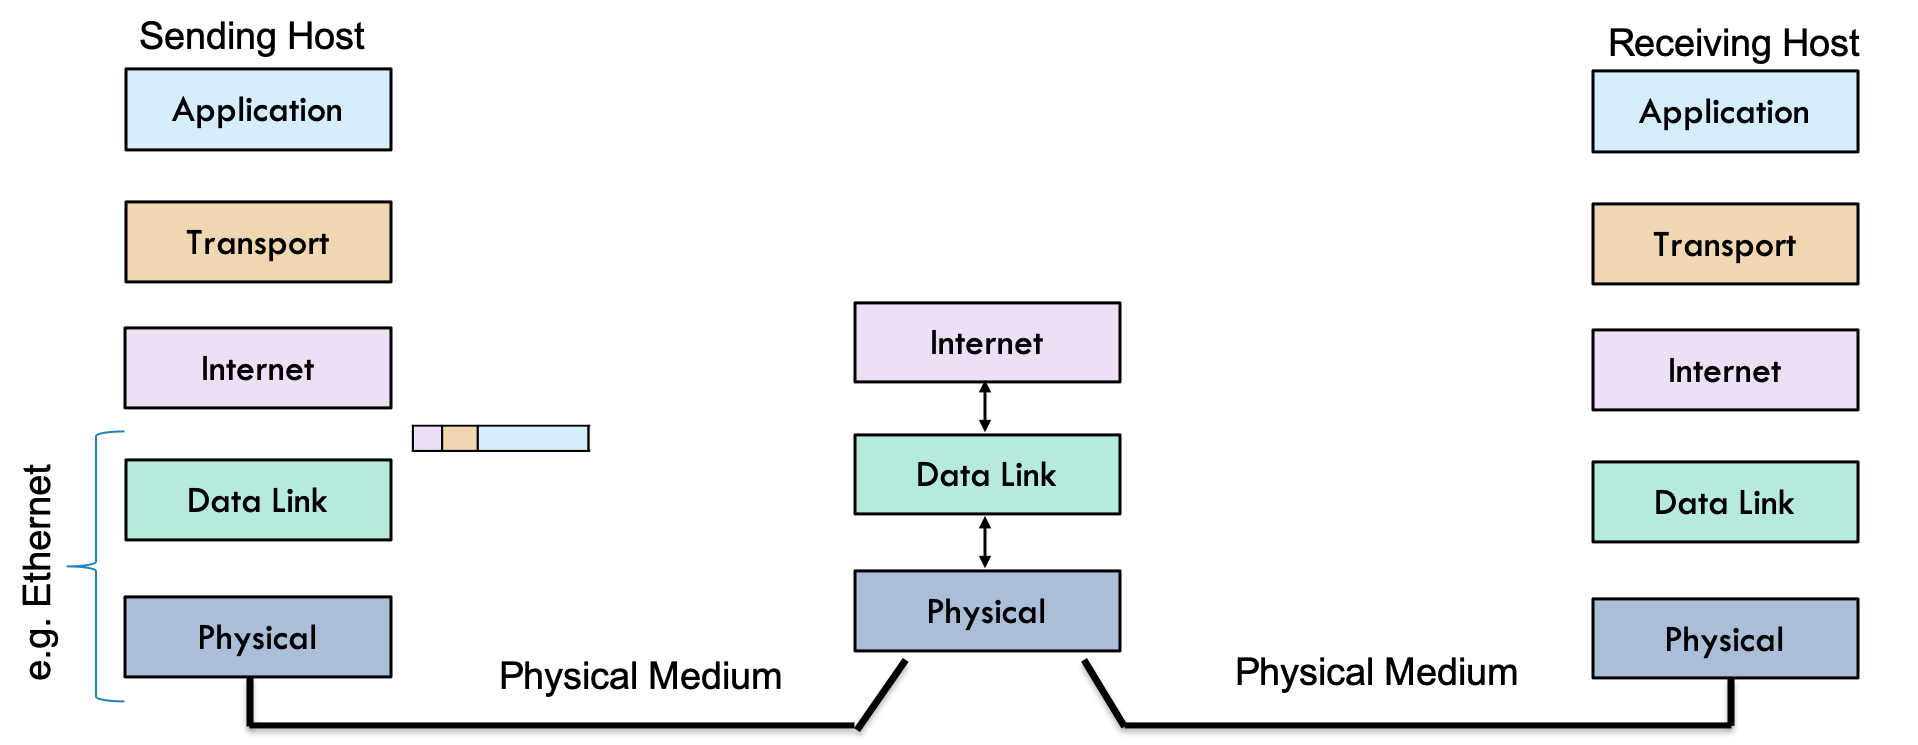 Sending Host
Application
Transport
Internet
Data Link
Physical
e.g. Ethernet
Physical Medium
Internet
Data Link
Physical
Physical Medium
Receiving Host
Application
Transport
Internet
Data Link
Physical